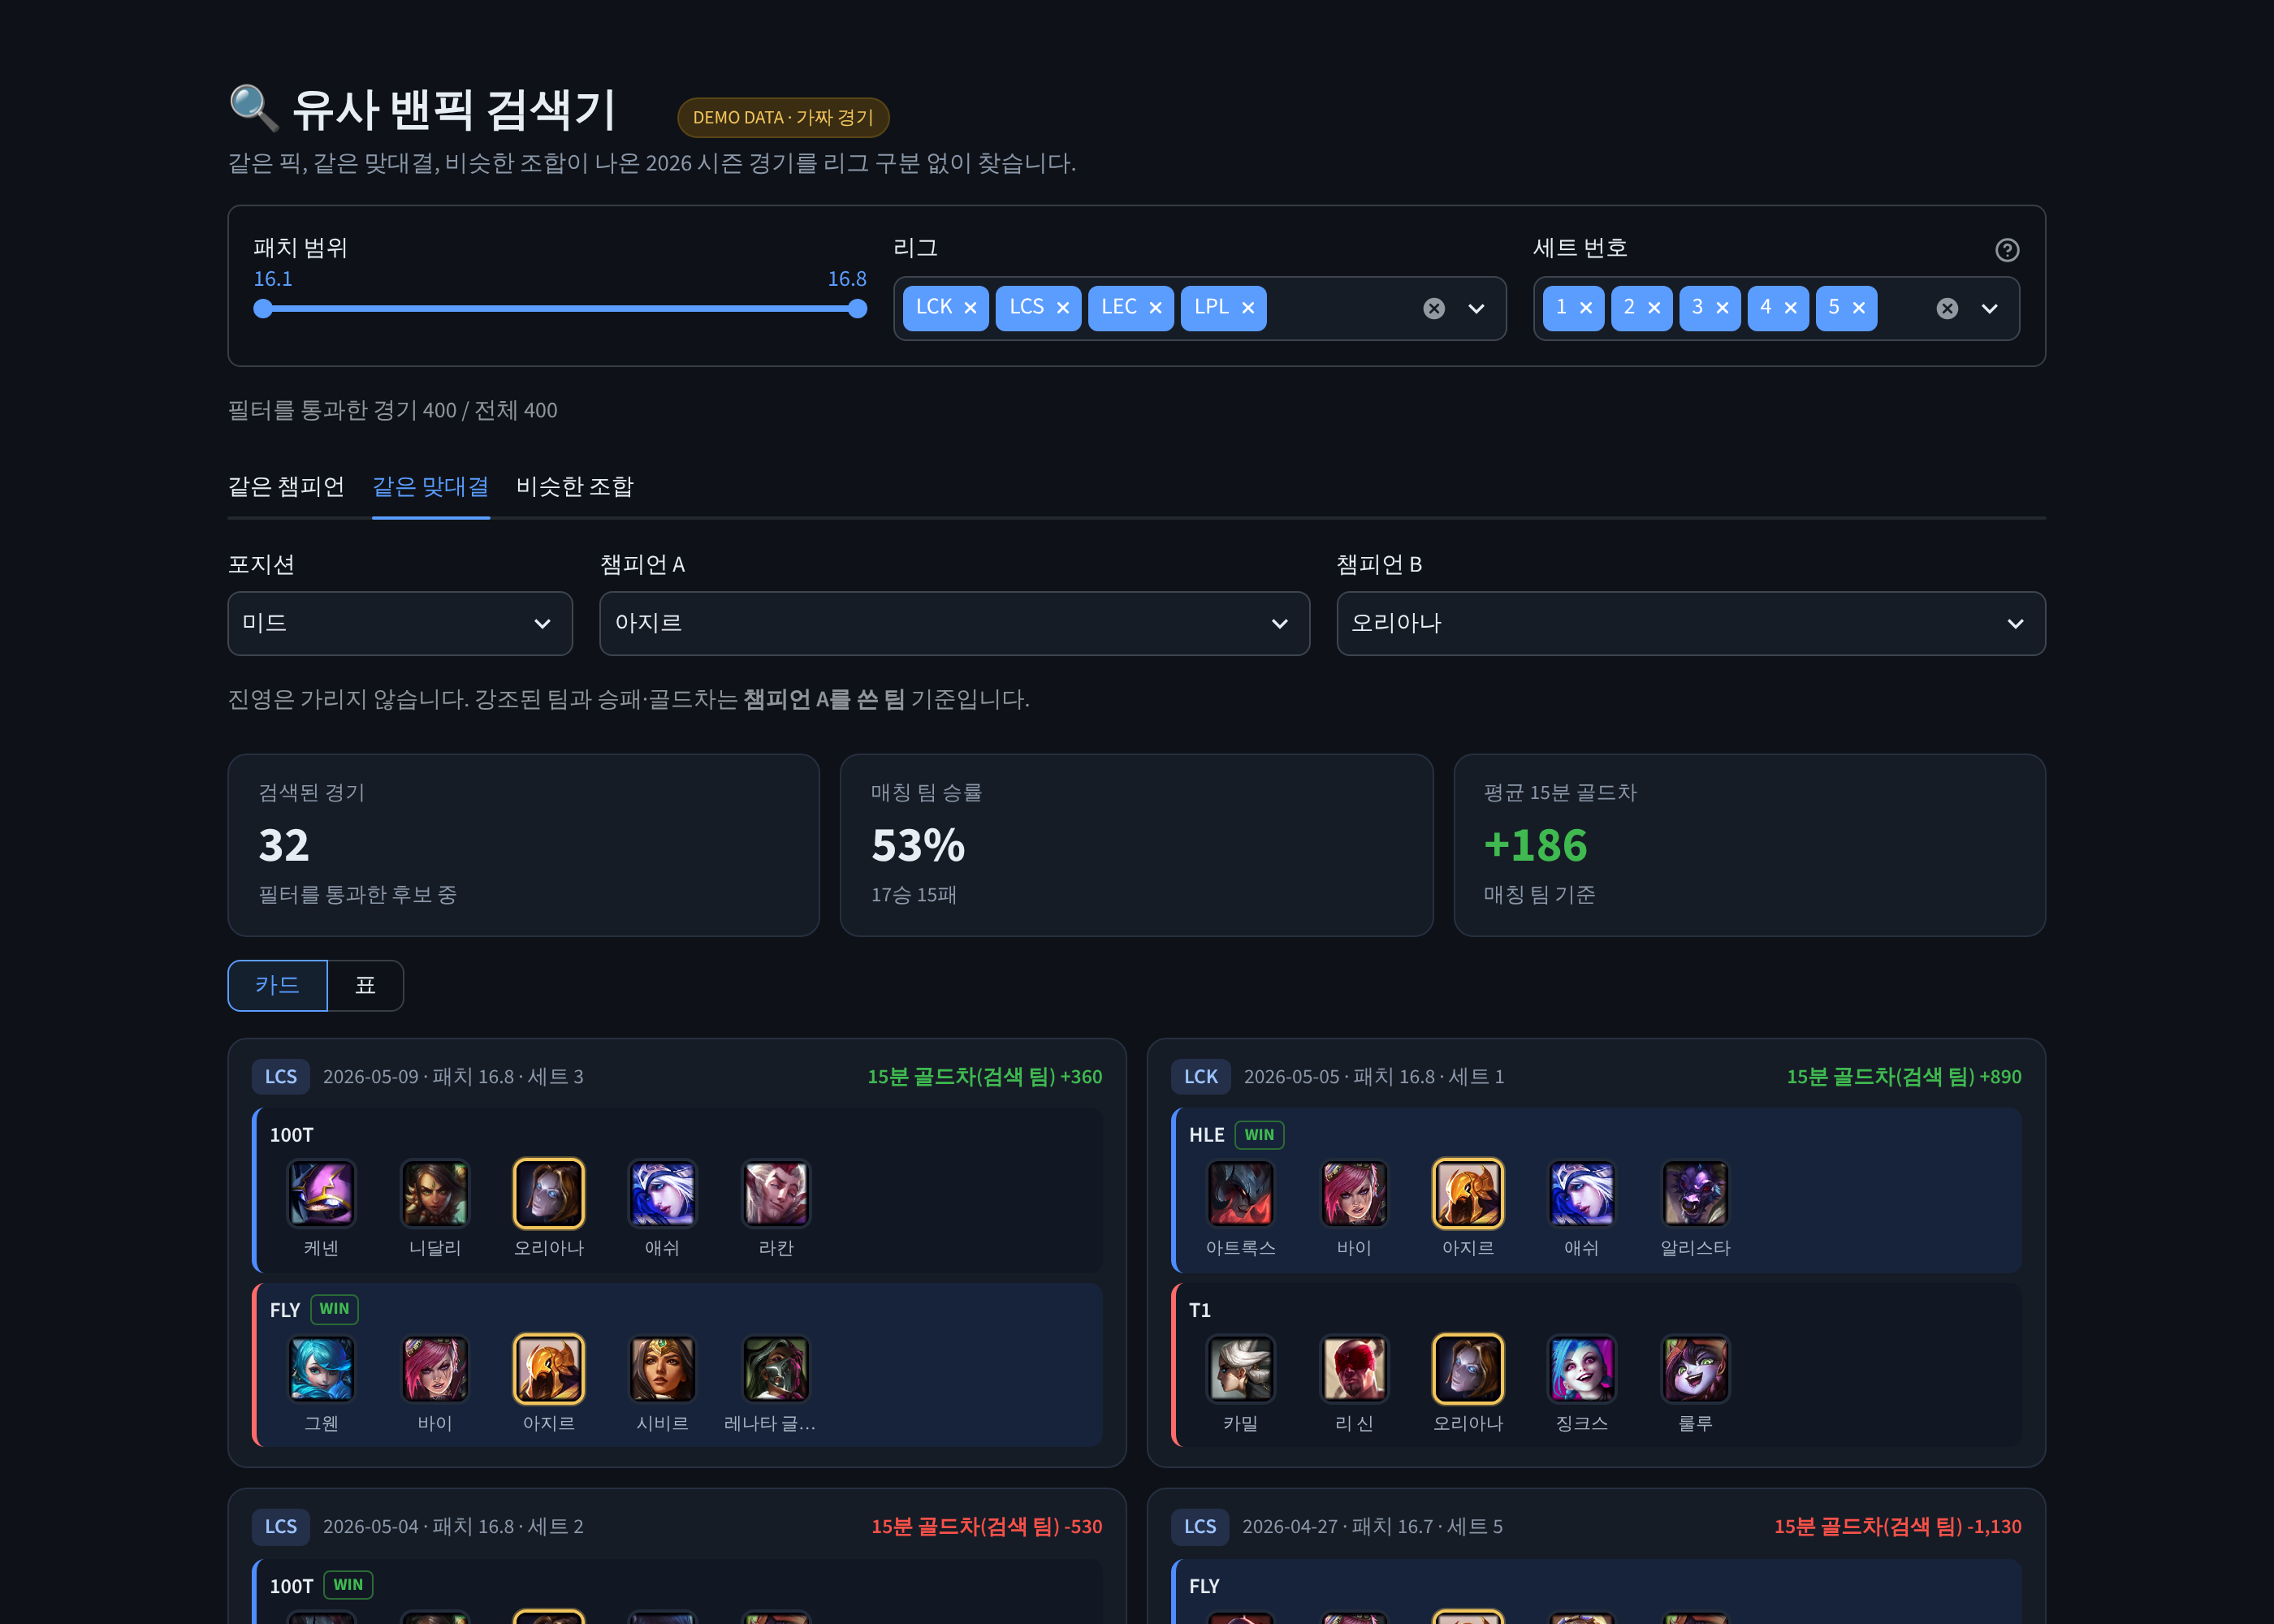 유사 밴픽 검색기
DEMO DATA · 가짜 경기
같은 픽, 같은 맞대결, 비슷한 조합이 나온 2026 시즌 경기를 리그 구분 없이 찾습니다.
패치 범위
16.1 16.8
리그
LCK LCS LEC LPL
세트 번호
1 2 3 4 5
필터를 통과한 경기 400 / 전체 400
같은 챔피언 같은 맞대결 비슷한 조합
포지션 챔피언 A 챔피언 B
미드 아지르 오리아나
진영은 가리지 않습니다. 강조된 팀과 승패·골드차는 챔피언 A를 쓴 팀 기준입니다.
검색된 경기
32
필터를 통과한 후보 중
매칭 팀 승률
53%
17승 15패
평균 15분 골드차
+186
매칭 팀 기준
카드 표
LCS 2026-05-09 · 패치 16.8 · 세트 3 15분 골드차(검색 팀) +360
100T
케넨 니달리 오리아나 애쉬 라칸
FLY WIN
그웬 바이 아지르 시비르 레나타 글...
LCK 2026-05-05 · 패치 16.8 · 세트 1 15분 골드차(검색 팀) +890
HLE WIN
아트록스 바이 아지르 애쉬 알리스타
T1
카밀 리 신 오리아나 징크스 룰루
LCS 2026-05-04 · 패치 16.8 · 세트 2 15분 골드차(검색 팀) -530
100T WIN
LCS 2026-04-27 · 패치 16.7 · 세트 5 15분 골드차(검색 팀) -1,130
FLY